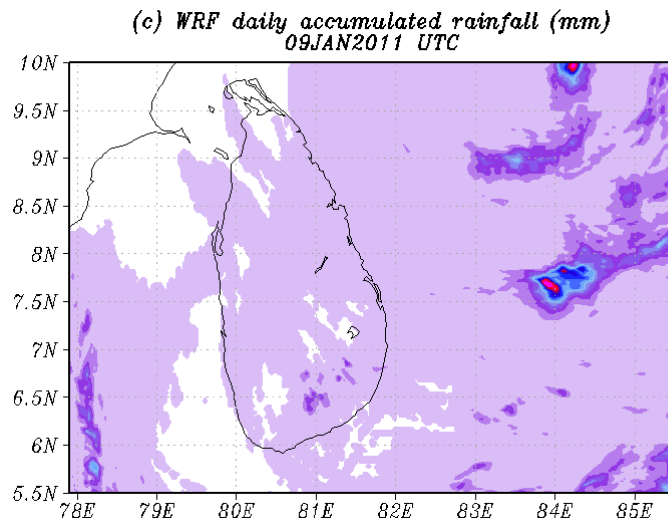 (c) WRF daily accumulated rainfall (mm)
09JAN2011 UTC
10N
9.5N
9N
8.5N
8N
7.5N
7N
6.5N
6N
5.5N
78E 79E 80E 81E 82E 83E 84E 85E